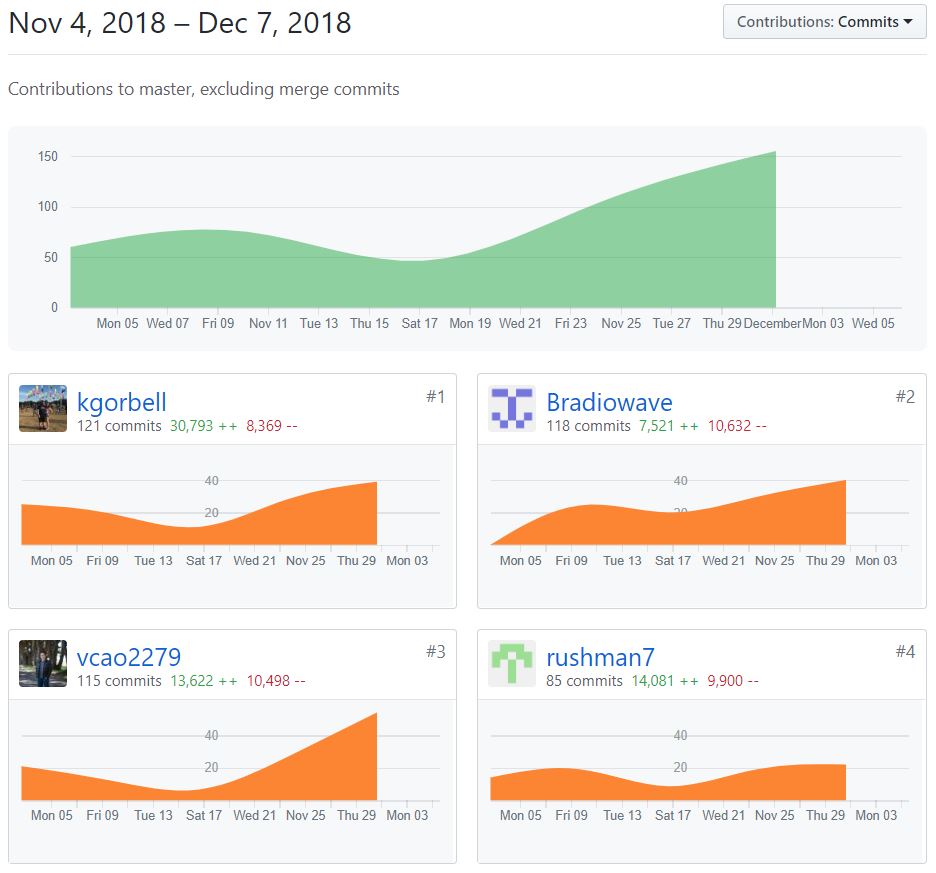 Nov 4, 2018 – Dec 7, 2018
Contributions: Commits
Contributions to master, excluding merge commits
150
100
50
0
Mon 05 Wed 07 Fri 09 Nov 11 Tue 13 Thu 15 Sat 17 Mon 19 Wed 21 Fri 23 Nov 25 Tue 27 Thu 29 December Mon 03 Wed 05
kgorbell #1
121 commits 30,793 ++ 8,369 --
40
20
Mon 05 Fri 09 Tue 13 Sat 17 Wed 21 Nov 25 Thu 29 Mon 03
Bradiowave #2
118 commits 7,521 ++ 10,632 --
40
20
Mon 05 Fri 09 Tue 13 Sat 17 Wed 21 Nov 25 Thu 29 Mon 03
vcao2279 #3
115 commits 13,622 ++ 10,498 --
40
20
Mon 05 Fri 09 Tue 13 Sat 17 Wed 21 Nov 25 Thu 29 Mon 03
rushman7 #4
85 commits 14,081 ++ 9,900 --
40
20
Mon 05 Fri 09 Tue 13 Sat 17 Wed 21 Nov 25 Thu 29 Mon 03